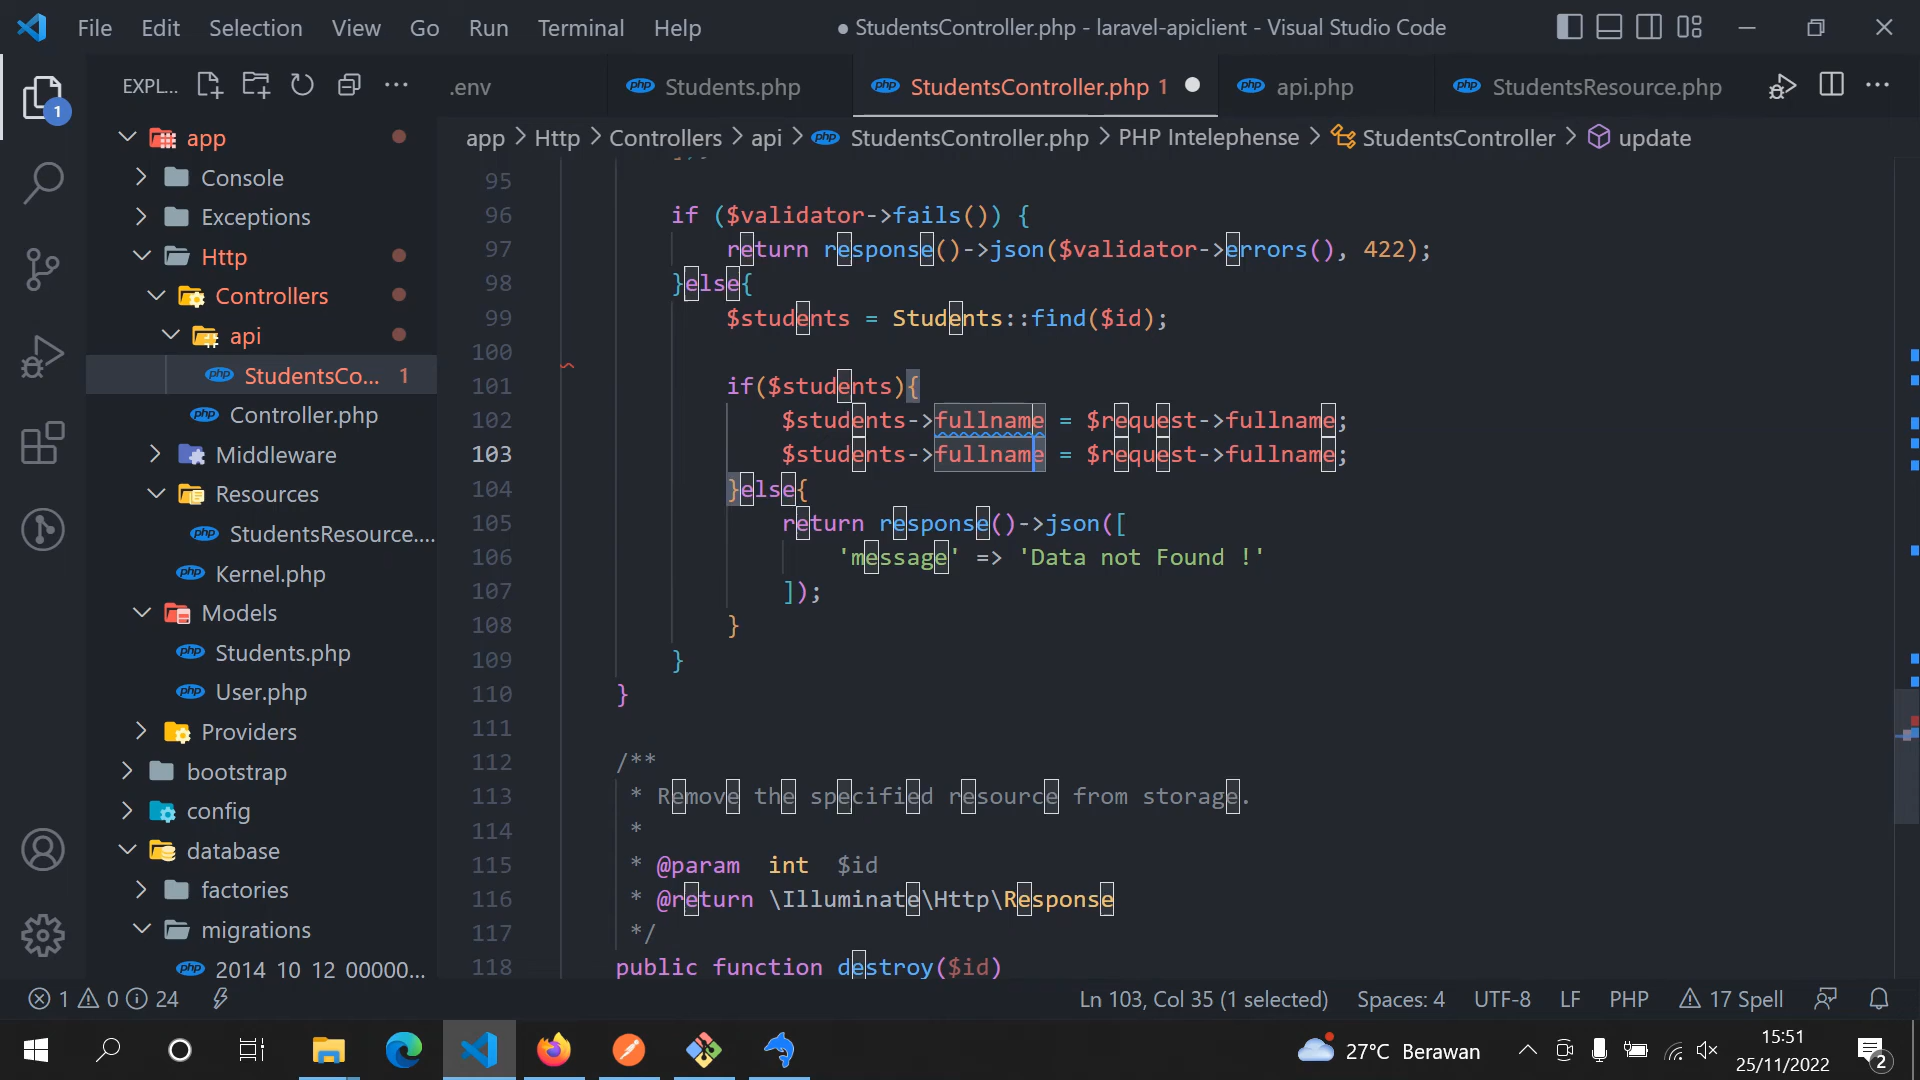 File Edit Selection View Go Run Terminal Help
● StudentsController.php - laravel-apiclient - Visual Studio Code
EXPL...
.env
Students.php
StudentsController.php 1
api.php
StudentsResource.php
app > Http > Controllers > api > StudentsController.php > PHP Intelephense > StudentsController > update
1
app
Console
Exceptions
Http
Controllers
api
StudentsCo... 1
Controller.php
Middleware
Resources
StudentsResource....
Kernel.php
Models
Students.php
User.php
Providers
bootstrap
config
database
factories
migrations
2014_10_12_00000...
95
96 if ($validator->fails()) {
97 return response()->json($validator->errors(), 422);
98 }else{
99 $students = Students::find($id);
100
101 if($students){
102 $students->fullname = $request->fullname;
103 $students->fullname = $request->fullname;
104 }else{
105 return response()->json([
106 'message' => 'Data not Found !'
107 ]);
108 }
109 }
110 }
111
112 /**
113 * Remove the specified resource from storage.
114 *
115 * @param int $id
116 * @return \Illuminate\Http\Response
117 */
118 public function destroy($id)
1 0 24
Ln 103, Col 35 (1 selected) Spaces: 4 UTF-8 LF PHP 17 Spell
27°C Berawan
15:51
25/11/2022
2